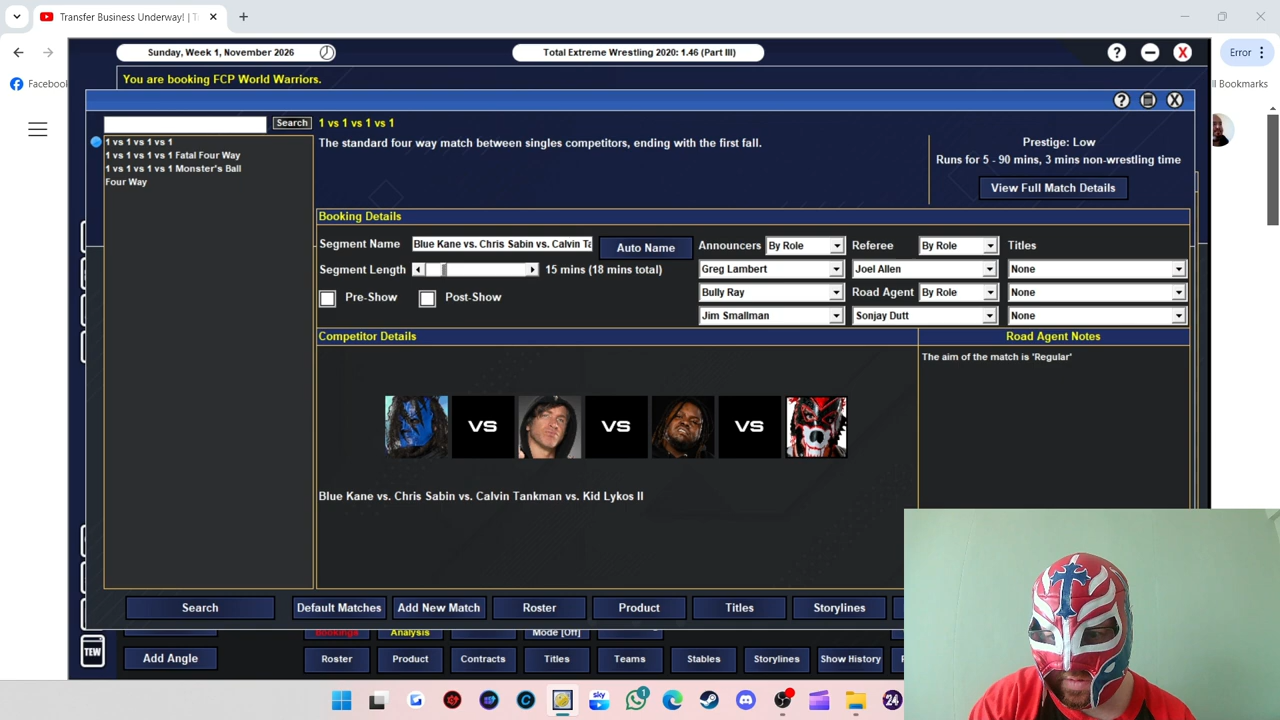 Transfer Business Underway! | T
Error
Facebook
ll Bookmarks
Sunday, Week 1, November 2026
Total Extreme Wrestling 2020: 1.46 (Part III)
You are booking FCP World Warriors.
Search
1 vs 1 vs 1 vs 1
1 vs 1 vs 1 vs 1
1 vs 1 vs 1 vs 1 Fatal Four Way
1 vs 1 vs 1 vs 1 Monster's Ball
Four Way
The standard four way match between singles competitors, ending with the first fall.
Prestige: Low
Runs for 5 - 90 mins, 3 mins non-wrestling time
View Full Match Details
Booking Details
Segment Name
Blue Kane vs. Chris Sabin vs. Calvin Ta
Auto Name
Announcers
By Role
Referee
By Role
Titles
Segment Length
15 mins (18 mins total)
Greg Lambert
Joel Allen
None
Pre-Show
Post-Show
Bully Ray
Road Agent
By Role
None
Jim Smallman
Sonjay Dutt
None
Competitor Details
Road Agent Notes
The aim of the match is 'Regular'
VS
VS
VS
Blue Kane vs. Chris Sabin vs. Calvin Tankman vs. Kid Lykos II
Search
Default Matches
Add New Match
Roster
Product
Titles
Storylines
Bookings
Analysis
Mode [Off]
TEW
Add Angle
Roster
Product
Contracts
Titles
Teams
Stables
Storylines
Show History
1
24